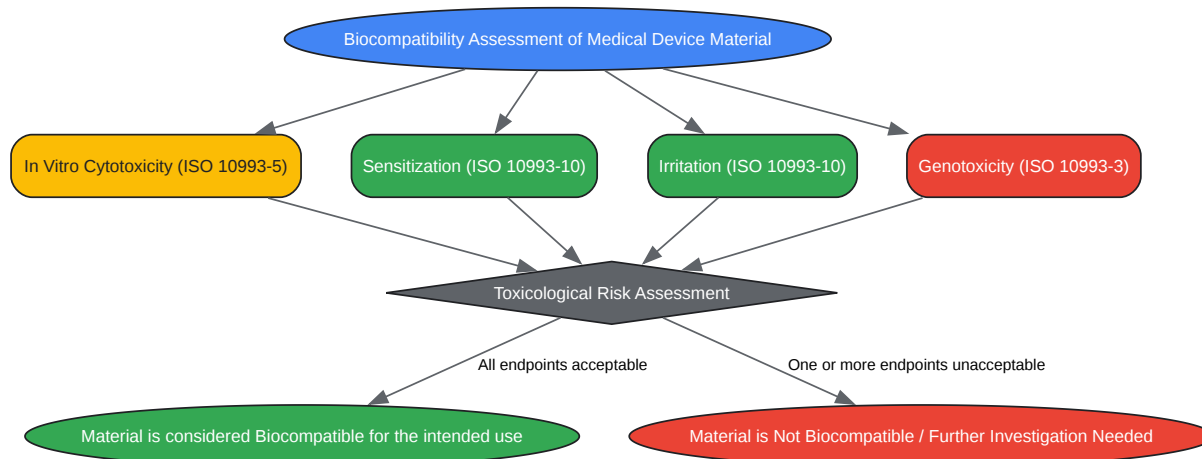 Biocompatibility Assessment of Medical Device Material
In Vitro Cytotoxicity (ISO 10993-5)
Sensitization (ISO 10993-10)
Irritation (ISO 10993-10)
Genotoxicity (ISO 10993-3)
Toxicological Risk Assessment
All endpoints acceptable
One or more endpoints unacceptable
Material is considered Biocompatible for the intended use
Material is Not Biocompatible / Further Investigation Needed